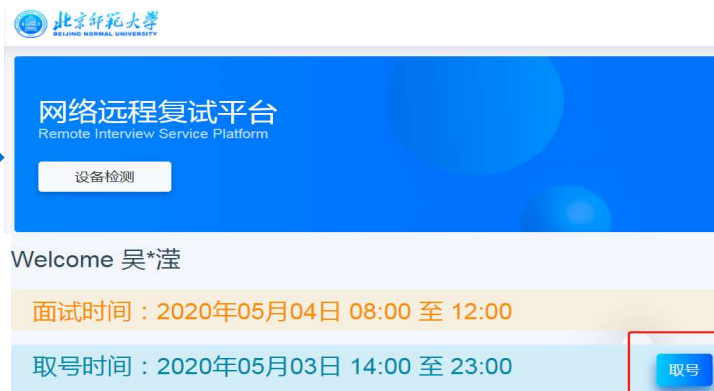 北京师范大学
BEIJING NORMAL UNIVERSITY
网络远程复试平台
Remote Interview Service Platform
设备检测
Welcome 吴*滢
面试时间：2020年05月04日 08:00 至 12:00
取号时间：2020年05月03日 14:00 至 23:00
取号